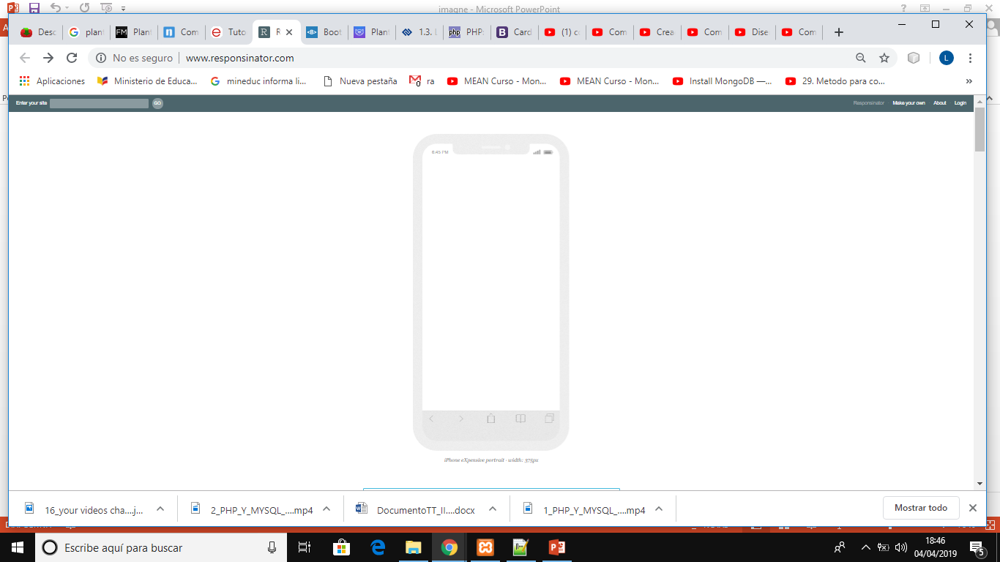 imagne - Microsoft PowerPoint
Desc
plant
Plant
Com
Tuto
R
Boot
Plant
1.3. L
PHP:
Card
(1) co
Com
Crea
Com
Dise
Com
No es seguro
www.responsinator.com
L
Aplicaciones
Ministerio de Educa...
mineduc informa li...
Nueva pestaña
ra
MEAN Curso - Mon...
MEAN Curso - Mon...
Install MongoDB —...
29. Metodo para co...
»
Enter your site
GO
Responsinator
Make your own
About
Login
6:45 PM
iPhone eXpensive portrait · width: 375px
16_your videos cha....j...
2_PHP_Y_MYSQL_....mp4
DocumentoTT_II....docx
1_PHP_Y_MYSQL_....mp4
Mostrar todo
Escribe aquí para buscar
18:46
04/04/2019
5